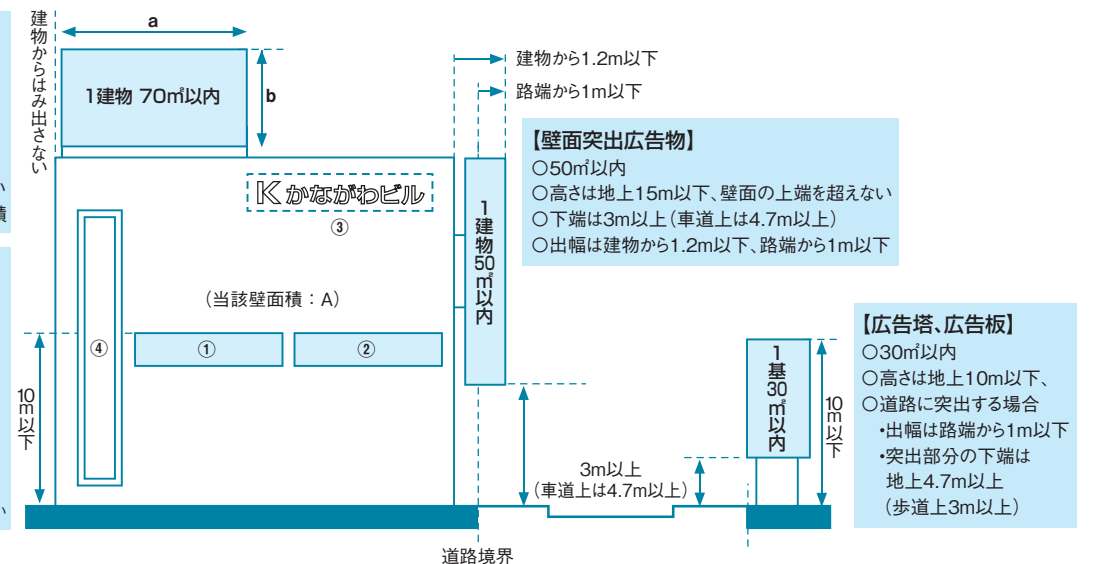 建物からはみ出さない
a
1建物 70㎡以内
b
建物から1.2m以下
路端から1m以下
【壁面突出広告物】
○50㎡以内
○高さは地上15m以下、壁面の上端を超えない
○下端は3m以上(車道上は4.7m以上)
○出幅は建物から1.2m以下、路端から1m以下
い
積
K かながわビル
③
1建物50㎡以内
(当該壁面積：A)
④
①
②
10m以下
3m以上
(車道上は4.7m以上)
1基30㎡以内
10m以下
【広告塔、広告板】
○30㎡以内
○高さは地上10m以下、
○道路に突出する場合
・出幅は路端から1m以下
・突出部分の下端は
地上4.7m以上
(歩道上3m以上)
い
道路境界